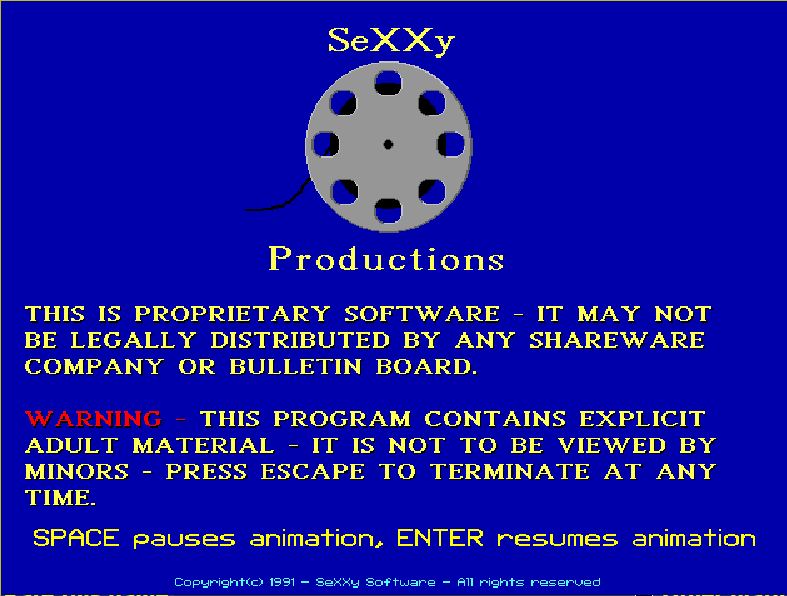 SeXXy
Productions
THIS IS PROPRIETARY SOFTWARE - IT MAY NOT
BE LEGALLY DISTRIBUTED BY ANY SHAREWARE
COMPANY OR BULLETIN BOARD.
WARNING - THIS PROGRAM CONTAINS EXPLICIT
ADULT MATERIAL - IT IS NOT TO BE VIEWED BY
MINORS - PRESS ESCAPE TO TERMINATE AT ANY
TIME.
SPACE pauses animation, ENTER resumes animation
Copyright(c) 1991 - SeXXy Software - All rights reserved